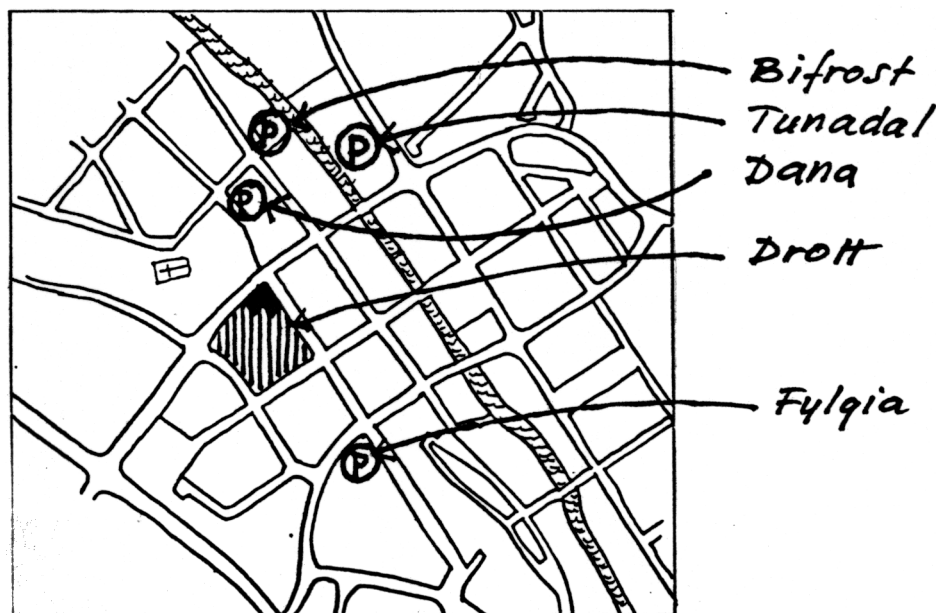 Bifrost
Tunadal
Dana
Drott
Fylgia
P
P
P
P